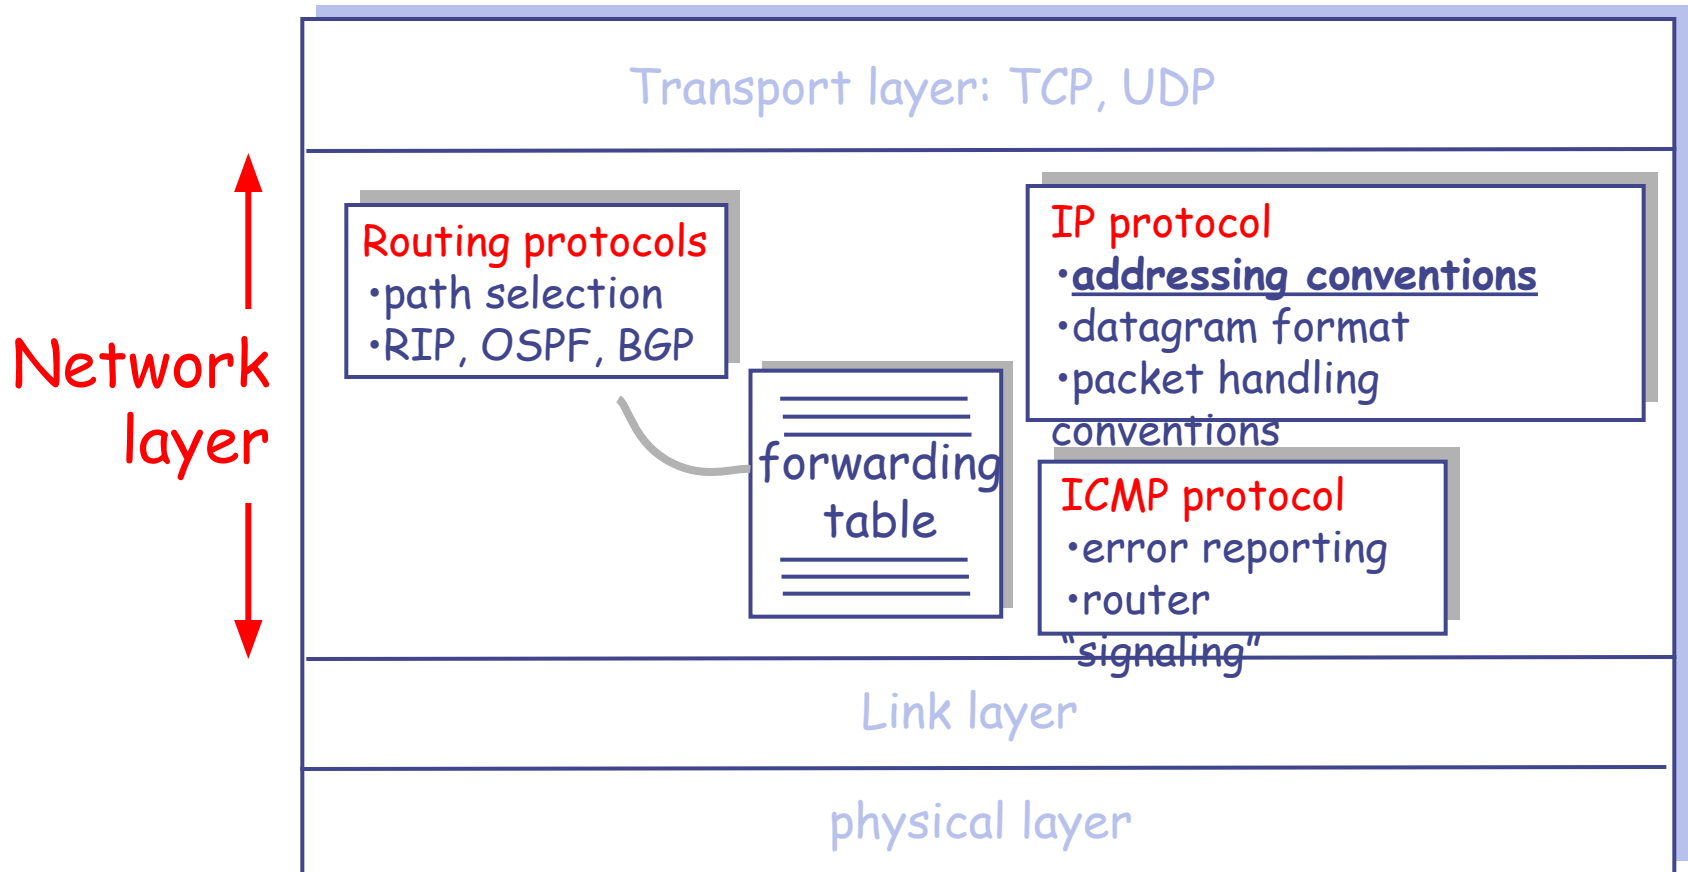 Transport layer: TCP, UDP
Network
layer
Routing protocols
•path selection
•RIP, OSPF, BGP
forwarding
table
IP protocol
•addressing conventions
•datagram format
•packet handling
conventions
ICMP protocol
•error reporting
•router
“signaling”
Link layer
physical layer